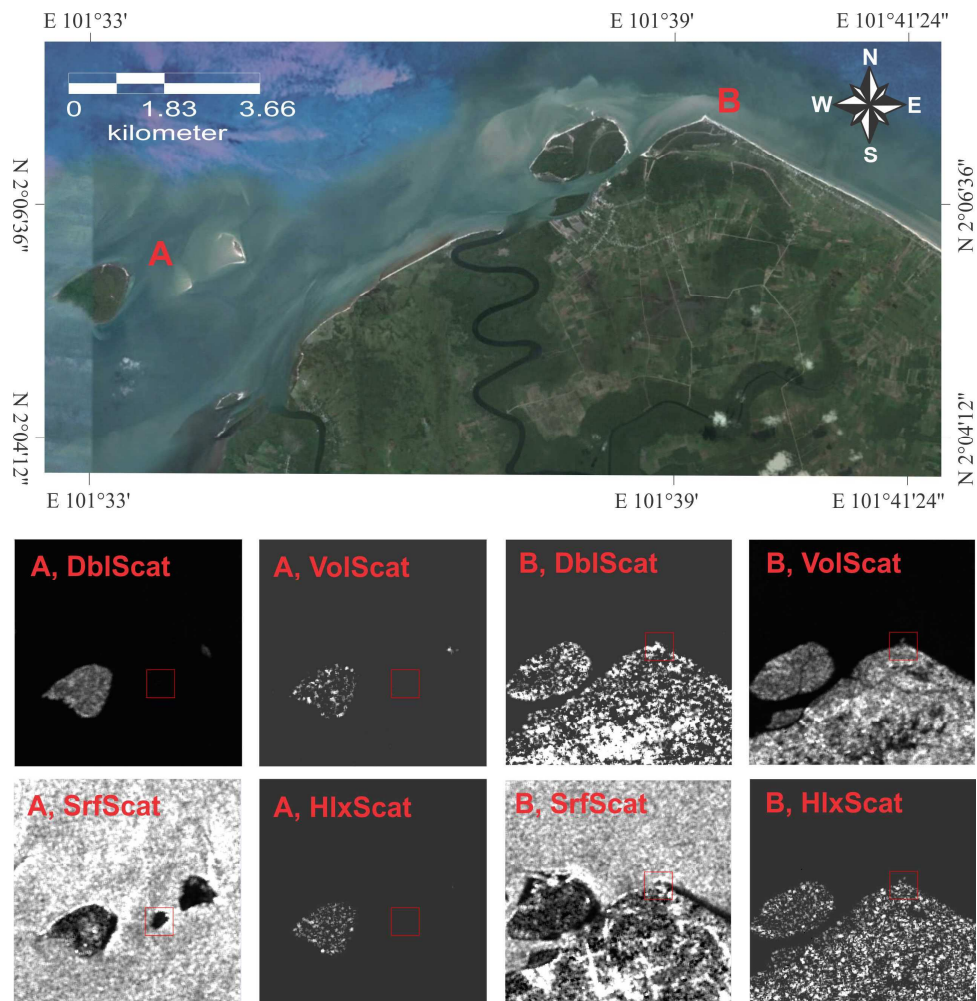 E 101°33'
E 101°39'
E 101°41'24"
N
W E
S
0 1.83 3.66
kilometer
A
B
N 2°06'36"
N 2°04'12"
N 2°06'36"
N 2°04'12"
E 101°33'
E 101°39'
E 101°41'24"
A, DblScat
A, VolScat
B, DblScat
B, VolScat
A, SrfScat
A, HlxScat
B, SrfScat
B, HlxScat